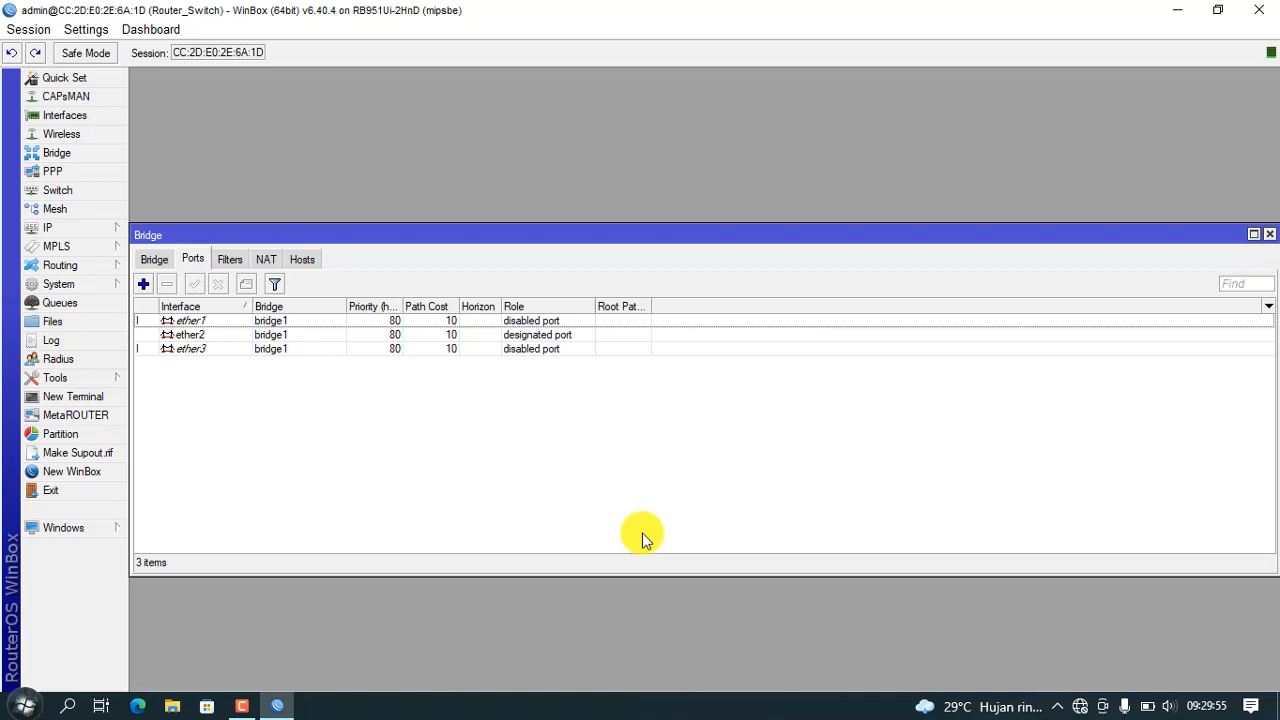 admin@CC:2D:E0:2E:6A:1D (Router_Switch) - WinBox (64bit) v6.40.4 on RB951Ui-2HnD (mipsbe)
Session Settings Dashboard
Safe Mode Session: CC:2D:E0:2E:6A:1D
Quick Set
CAPsMAN
Interfaces
Wireless
Bridge
PPP
Switch
Mesh
IP
MPLS
Routing
System
Queues
Files
Log
Radius
Tools
New Terminal
MetaROUTER
Partition
Make Supout.rif
New WinBox
Exit
Windows
RouterOS WinBox
Bridge
Bridge Ports Filters NAT Hosts
Find
Interface Bridge Priority (h... Path Cost Horizon Role Root Pat...
I ether1 bridge1 80 10 disabled port
ether2 bridge1 80 10 designated port
I ether3 bridge1 80 10 disabled port
3 items
29°C Hujan rin... 09:29:55